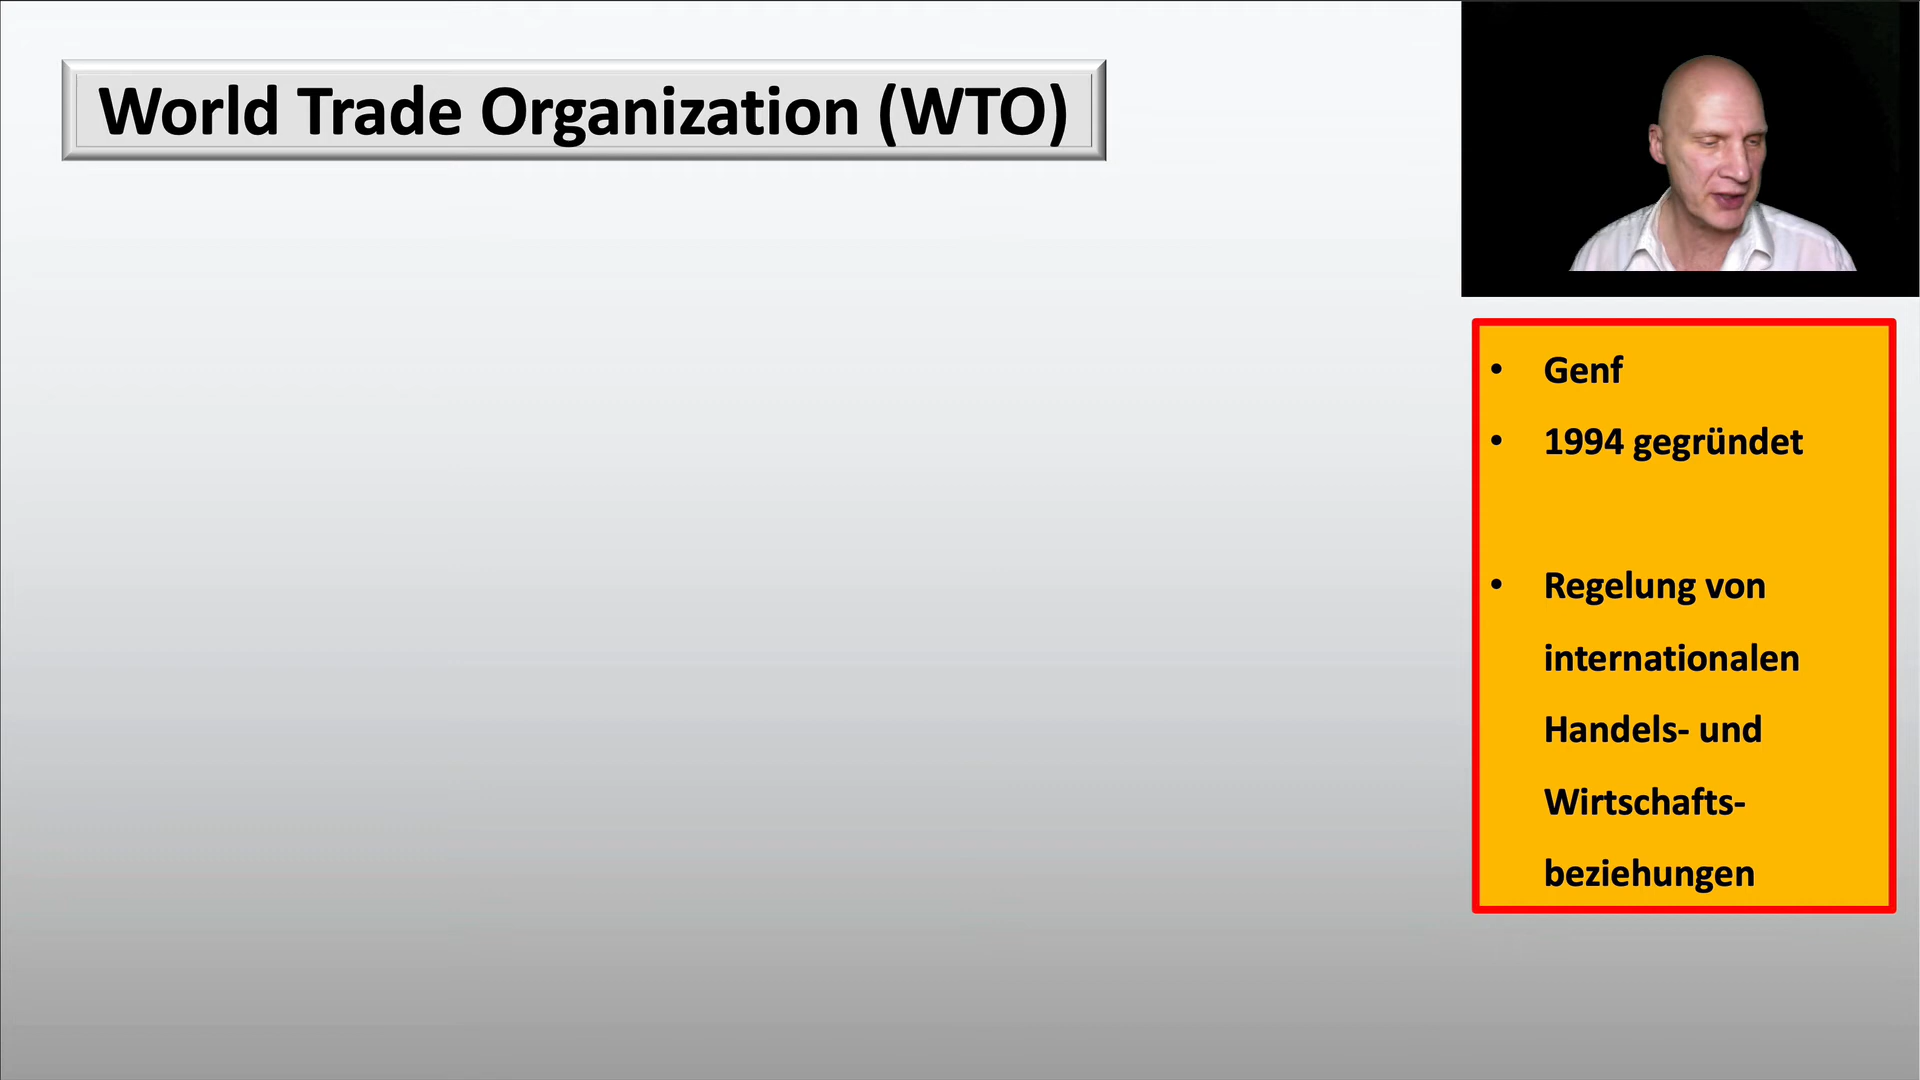 World Trade Organization (WTO)
• Genf
• 1994 gegründet
• Regelung von
internationalen
Handels- und
Wirtschafts-
beziehungen